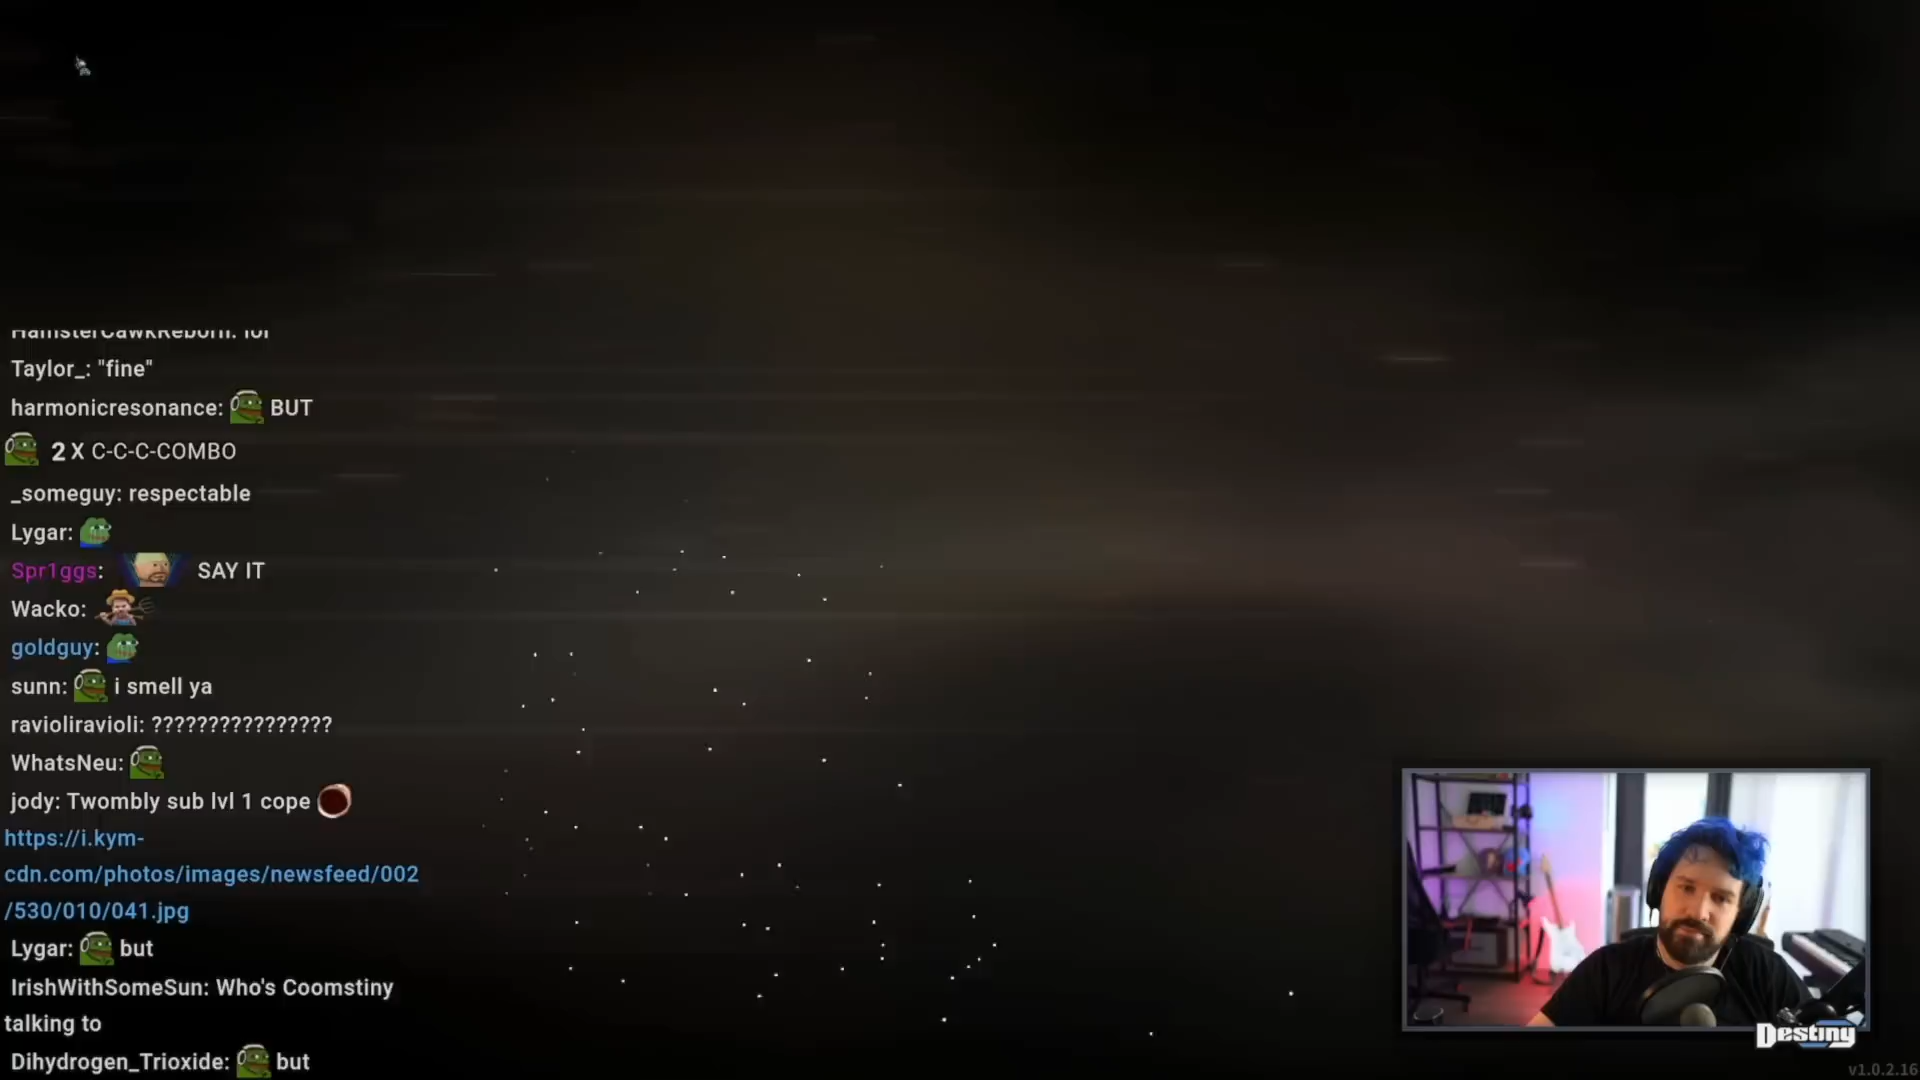 HamsterCawkReborn: lol
Taylor_: "fine"
harmonicresonance: BUT
2 X C-C-C-COMBO
_someguy: respectable
Lygar:
Spr1ggs: SAY IT
Wacko:
goldguy:
sunn: i smell ya
ravioliravioli: ????????????????
WhatsNeu:
jody: Twombly sub lvl 1 cope
https://i.kym-
cdn.com/photos/images/newsfeed/002
/530/010/041.jpg
Lygar: but
IrishWithSomeSun: Who's Coomstiny
talking to
Dihydrogen_Trioxide: but
Destiny
v1.0.2.16